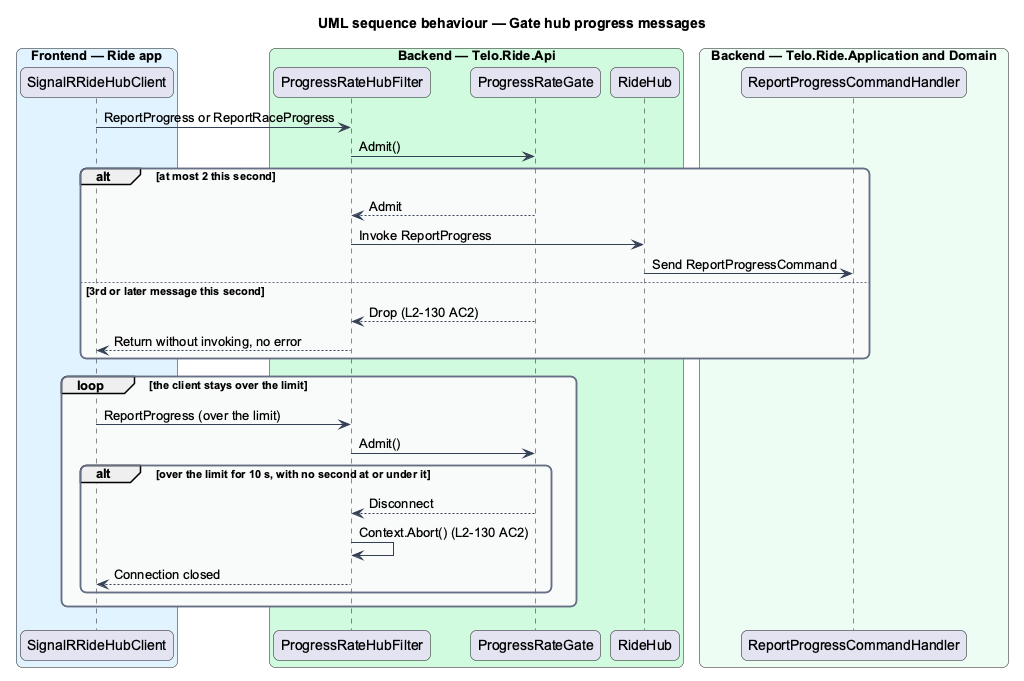 UML sequence behaviour — Gate hub progress messages
Frontend — Ride app
Backend — Telo.Ride.Api
Backend — Telo.Ride.Application and Domain
SignalRRideHubClient
ProgressRateHubFilter
ProgressRateGate
RideHub
ReportProgressCommandHandler
ReportProgress or ReportRaceProgress
Admit()
alt
[at most 2 this second]
Admit
Invoke ReportProgress
Send ReportProgressCommand
[3rd or later message this second]
Drop (L2-130 AC2)
Return without invoking, no error
loop
[the client stays over the limit]
ReportProgress (over the limit)
Admit()
alt
[over the limit for 10 s, with no second at or under it]
Disconnect
Context.Abort() (L2-130 AC2)
Connection closed
SignalRRideHubClient
ProgressRateHubFilter
ProgressRateGate
RideHub
ReportProgressCommandHandler